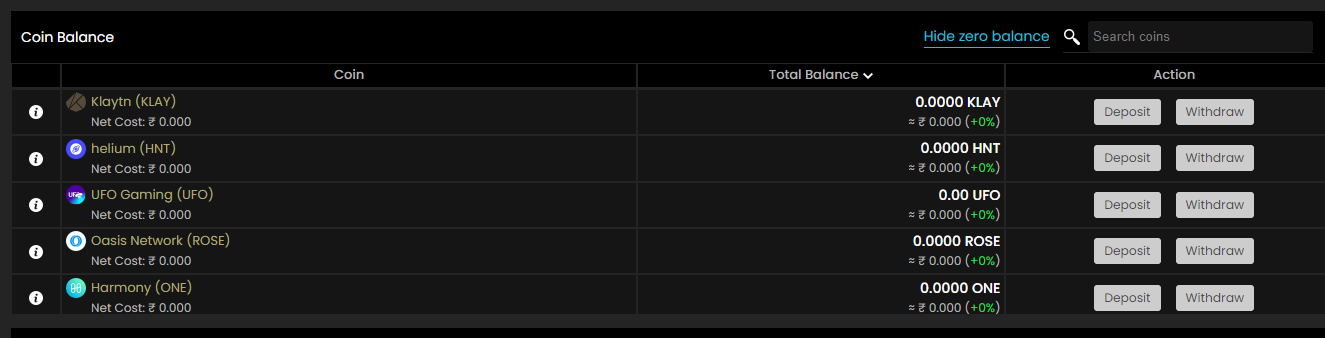 Coin Balance
Hide zero balance
Search coins
Coin Total Balance Action
Klaytn (KLAY) 0.0000 KLAY
Net Cost: ₹ 0.000 ≈ ₹ 0.000 (+0%) Deposit Withdraw
helium (HNT) 0.0000 HNT
Net Cost: ₹ 0.000 ≈ ₹ 0.000 (+0%) Deposit Withdraw
UFO Gaming (UFO) 0.00 UFO
Net Cost: ₹ 0.000 ≈ ₹ 0.000 (+0%) Deposit Withdraw
Oasis Network (ROSE) 0.0000 ROSE
Net Cost: ₹ 0.000 ≈ ₹ 0.000 (+0%) Deposit Withdraw
Harmony (ONE) 0.0000 ONE
Net Cost: ₹ 0.000 ≈ ₹ 0.000 (+0%) Deposit Withdraw